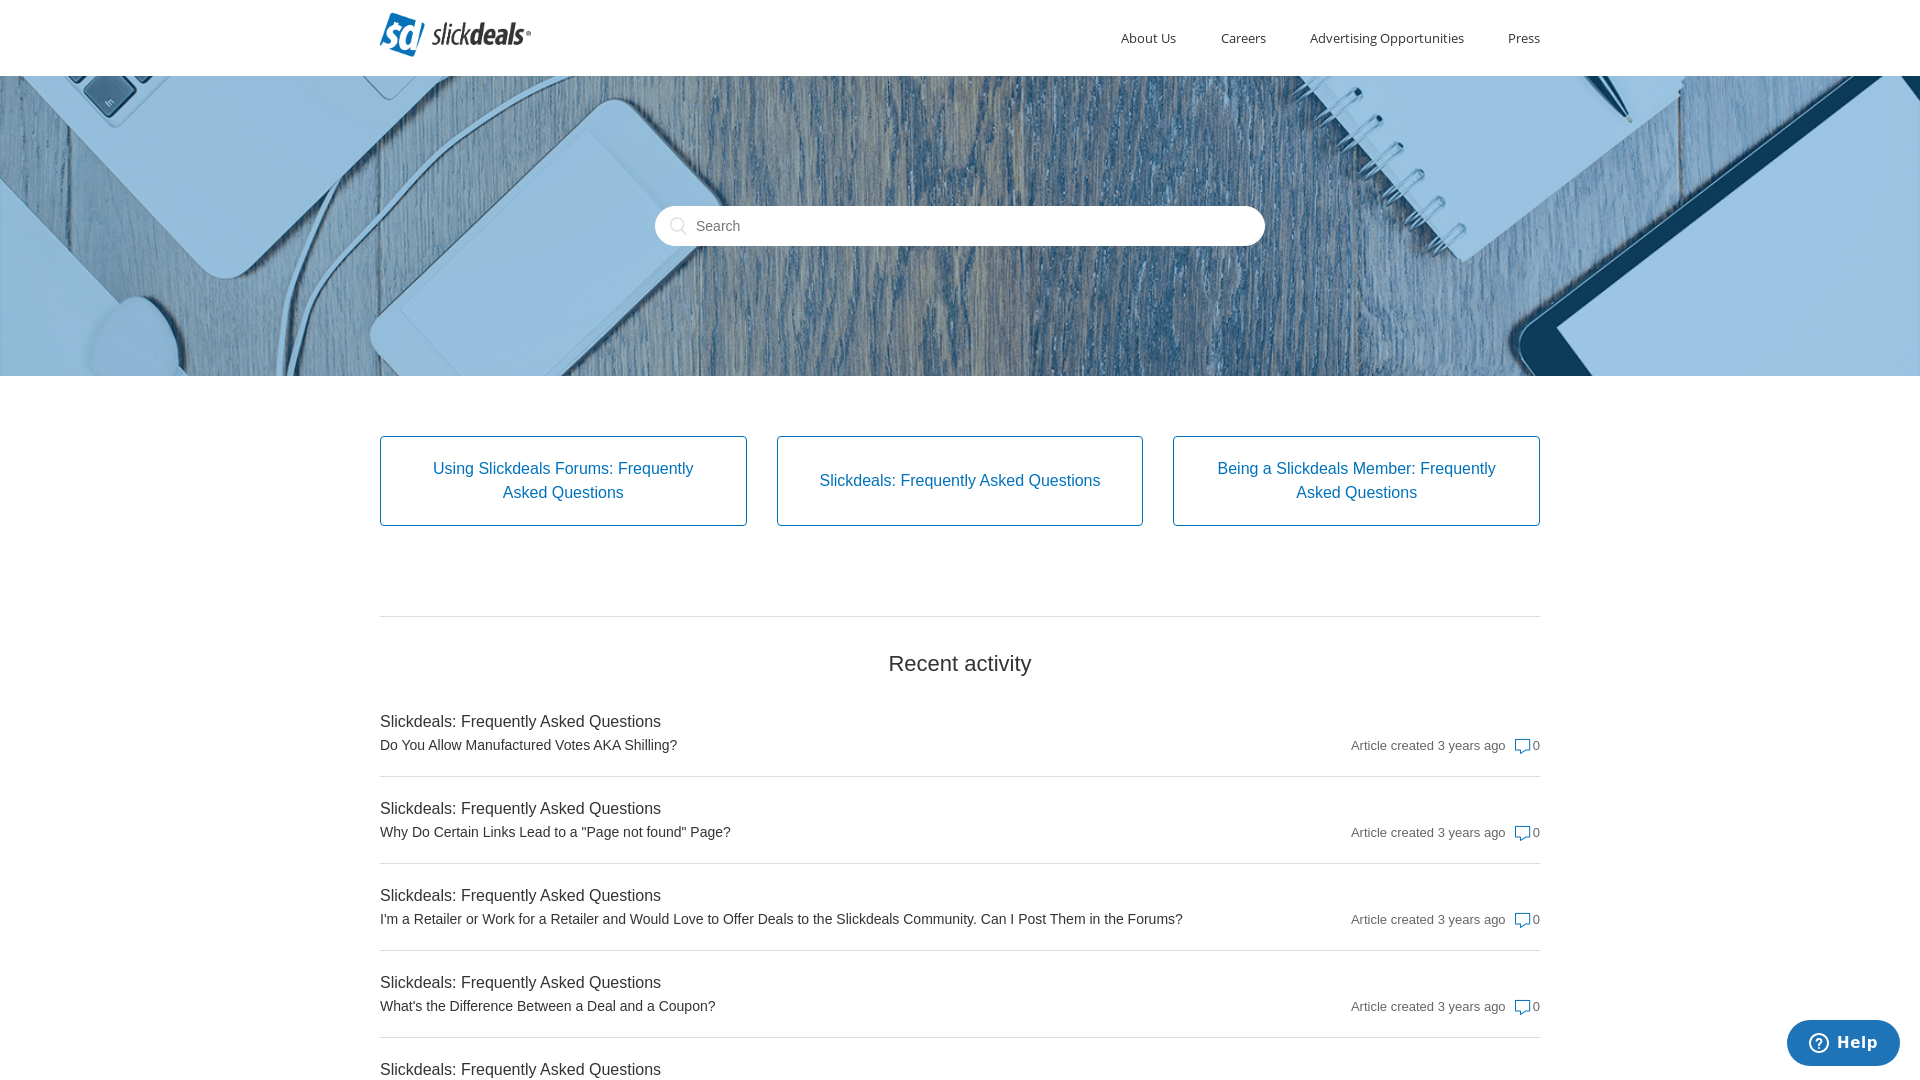 sd slickdeals®
About Us
Careers
Advertising Opportunities
Press
fn
Search
Using Slickdeals Forums: Frequently
Asked Questions
Slickdeals: Frequently Asked Questions
Being a Slickdeals Member: Frequently
Asked Questions
Recent activity
Slickdeals: Frequently Asked Questions
Do You Allow Manufactured Votes AKA Shilling?
Article created 3 years ago 0
Slickdeals: Frequently Asked Questions
Why Do Certain Links Lead to a "Page not found" Page?
Article created 3 years ago 0
Slickdeals: Frequently Asked Questions
I'm a Retailer or Work for a Retailer and Would Love to Offer Deals to the Slickdeals Community. Can I Post Them in the Forums?
Article created 3 years ago 0
Slickdeals: Frequently Asked Questions
What's the Difference Between a Deal and a Coupon?
Article created 3 years ago 0
Slickdeals: Frequently Asked Questions
Help